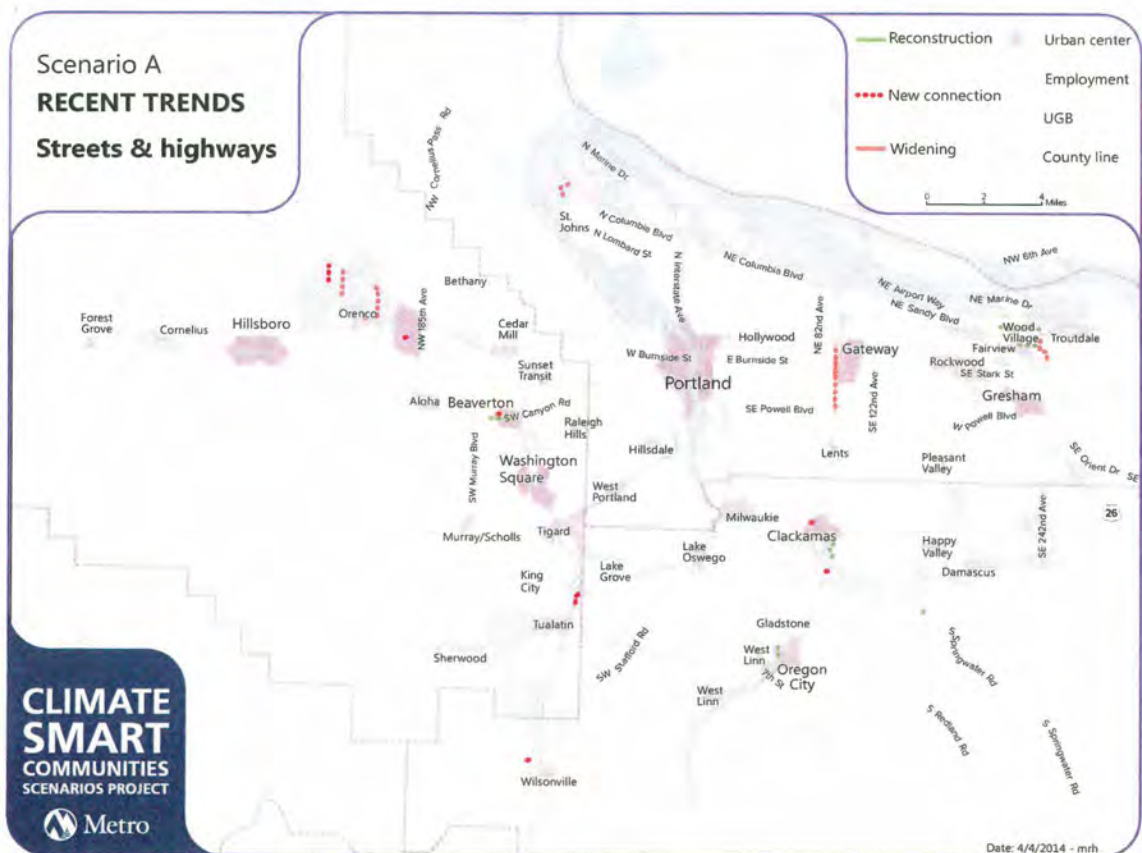 Scenario A
RECENT TRENDS
Streets & highways
Reconstruction
New connection
Widening
Urban center
Employment
UGB
County line
0 2 4
Miles
NW Cornelius Pass Rd
N Marine Dr
St. Johns
N Columbia Blvd
N Lombard St
N Interstate Ave
NE Columbia Blvd
NW 6th Ave
NE Airport Way
NE Marine Dr
NE Sandy Blvd
Bethany
Forest Grove
Cornelius
Hillsboro
Orenco
NW 185th Ave
Cedar Mill
Sunset Transit
W Burnside St
Portland
Hollywood
E Burnside St
NE 82nd Ave
Gateway
Wood Village
Fairview
Troutdale
Rockwood
SE Stark St
Gresham
Aloha
Beaverton
SW Canyon Rd
Raleigh Hills
SE Powell Blvd
SE 122nd Ave
W Powell Blvd
SW Murray Blvd
Washington Square
Hillsdale
Lents
Pleasant Valley
SE Orient Dr
SE
West Portland
26
Murray/Scholls
Tigard
Milwaukie
Clackamas
Happy Valley
SE 242nd Ave
Lake Oswego
Damascus
King City
Lake Grove
Tualatin
Gladstone
SW Stafford Rd
Sherwood
West Linn
7th St
Oregon City
S Springwater Rd
West Linn
S Redland Rd
S Springwater Rd
Wilsonville
CLIMATE
SMART
COMMUNITIES
SCENARIOS PROJECT
Metro
Date: 4/4/2014 - mrh